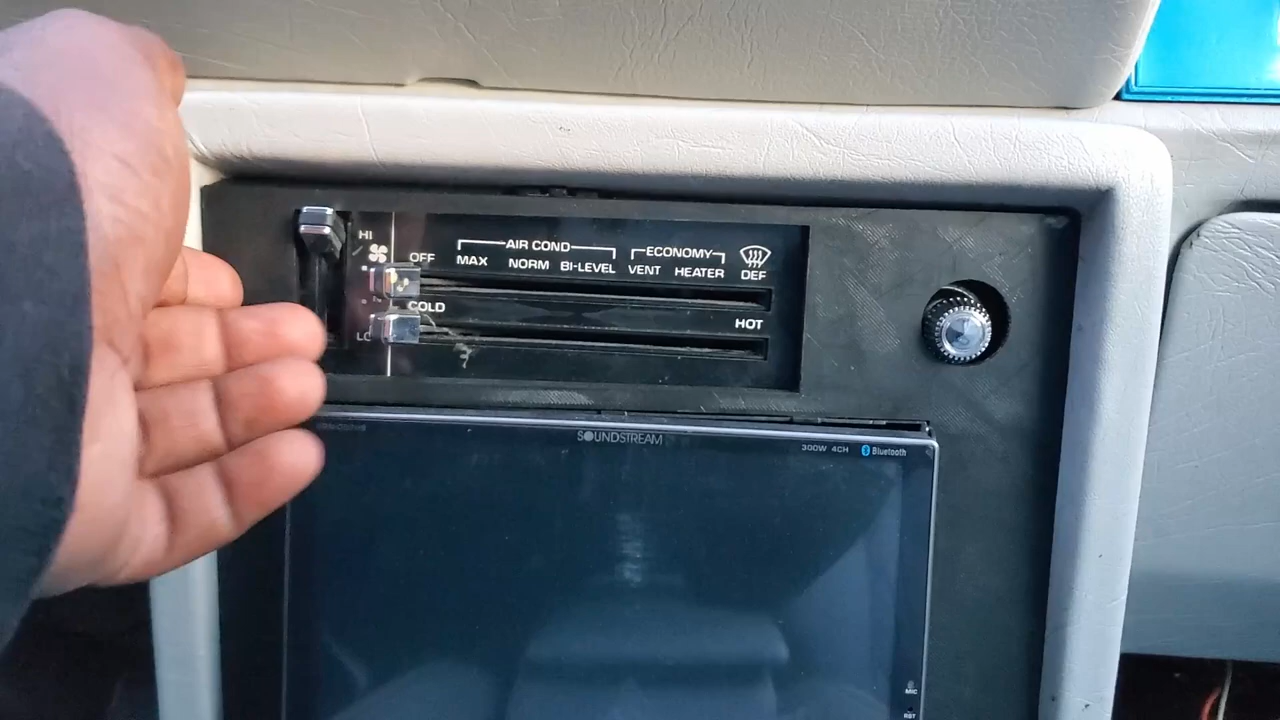 HI
OFF
AIR COND
MAX NORM BI-LEVEL
ECONOMY
VENT HEATER
DEF
COLD
HOT
LO
SOUNDSTREAM
300W 4CH Bluetooth
MIC
RST